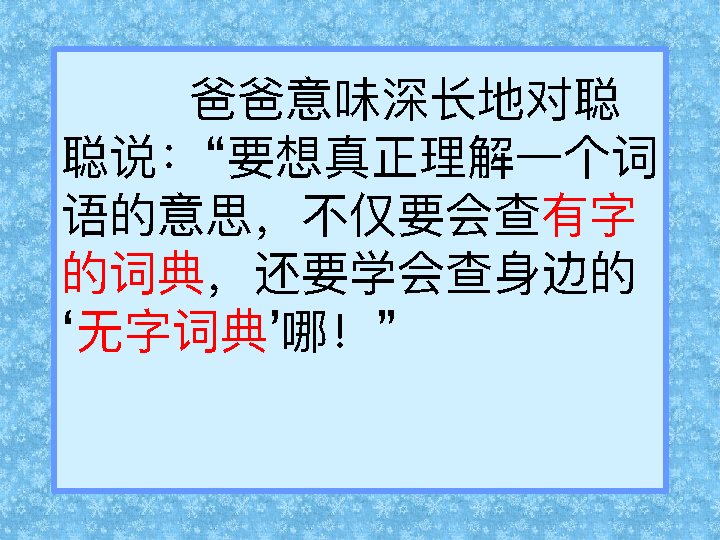 爸爸意味深长地对聪
聪说：“要想真正理解一个词
语的意思，不仅要会查有字
的词典，还要学会查身边的
‘无字词典’哪！”